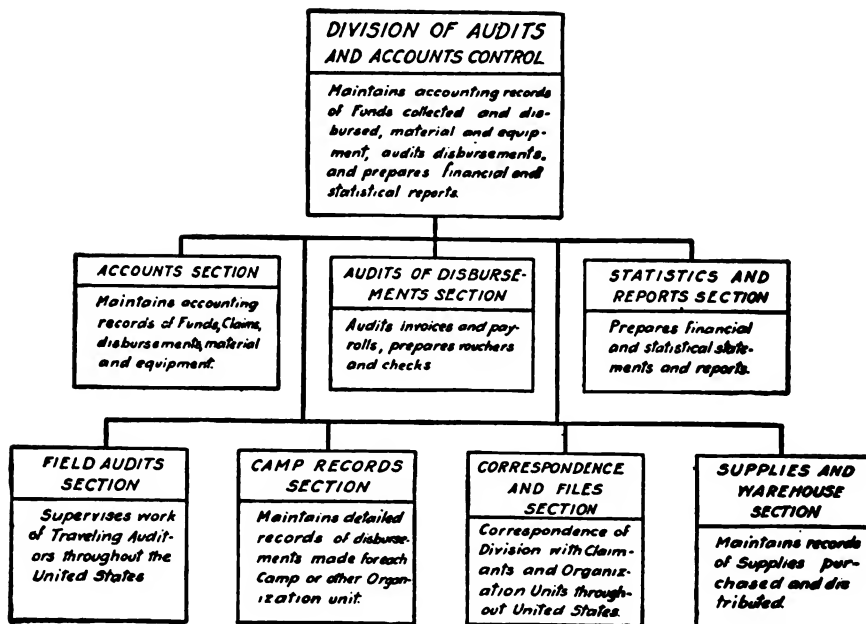 DIVISION OF AUDITS
AND ACCOUNTS CONTROL
Maintains accounting records
of Funds collected and dis-
bursed, material and equip-
ment, audits disbursements,
and prepares financial and
statistical reports.
ACCOUNTS SECTION
Maintains accounting
records of Funds, Claims,
disbursements, material
and equipment.
AUDITS OF DISBURSE-
MENTS SECTION
Audits invoices and pay-
rolls, prepares vouchers
and checks
STATISTICS AND
REPORTS SECTION
Prepares financial
and statistical state-
ments and reports.
FIELD AUDITS
SECTION
Supervises work
of Traveling Audit-
ors throughout the
United States
CAMP RECORDS
SECTION
Maintains detailed
records of disburse-
ments made for each
Camp or other Organ-
ization unit.
CORRESPONDENCE
AND FILES
SECTION
Correspondence of
Division with Claim-
ants and Organiz-
ation Units through-
out United States.
SUPPLIES AND
WAREHOUSE
SECTION
Maintains records
of Supplies pur-
chased and dis
tributed.